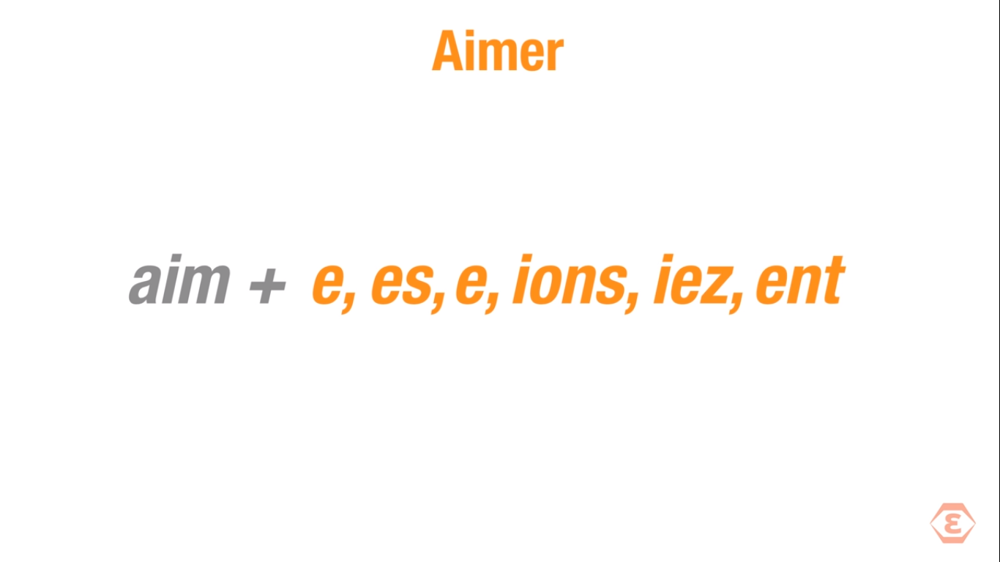 Aimer
aim + e, es, e, ions, iez, ent